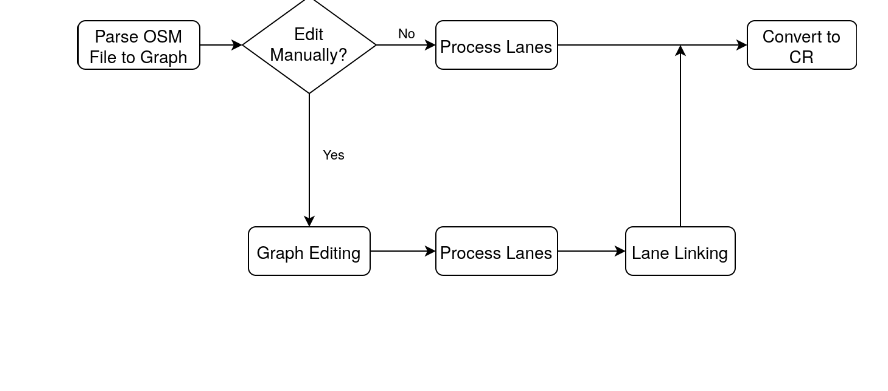 Parse OSM
File to Graph
Edit
Manually?
No
Process Lanes
Convert to
CR
Yes
Graph Editing
Process Lanes
Lane Linking